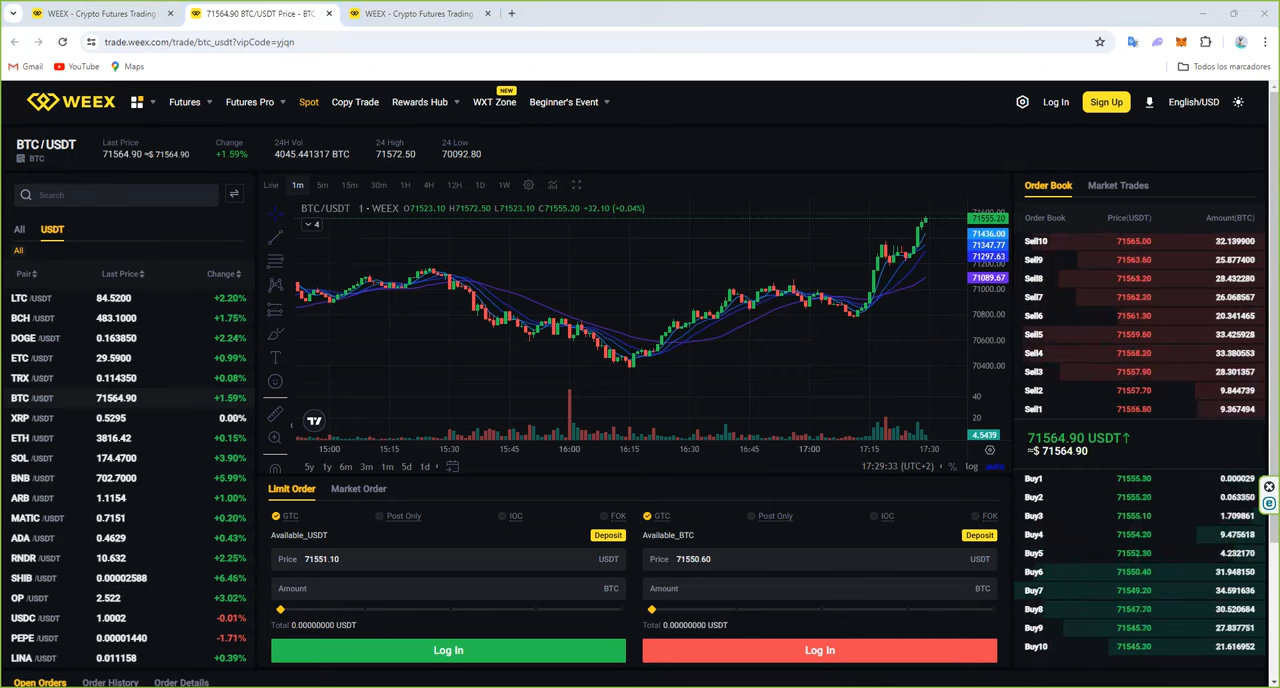 WEEX - Crypto Futures Trading
71564.90 BTC/USDT Price - BTC
WEEX - Crypto Futures Trading
trade.weex.com/trade/btc_usdt?vipCode=yjqn
Gmail YouTube Maps Todos los marcadores
WEEX Futures Futures Pro Spot Copy Trade Rewards Hub WXT Zone NEW Beginner's Event Log In Sign Up English/USD
BTC/USDT
BTC
Last Price
71564.90 ≈$ 71564.90
Change
+1.59%
24H Vol
4045.441317 BTC
24 High
71572.50
24 Low
70092.80
Search
All USDT
All
Pair Last Price Change
LTC /USDT 84.5200 +2.20%
BCH /USDT 483.1000 +1.75%
DOGE /USDT 0.163850 +2.24%
ETC /USDT 29.5900 +0.99%
TRX /USDT 0.114350 +0.08%
BTC /USDT 71564.90 +1.59%
XRP /USDT 0.5295 0.00%
ETH /USDT 3816.42 +0.15%
SOL /USDT 174.4700 +3.90%
BNB /USDT 702.7000 +5.99%
ARB /USDT 1.1154 +1.00%
MATIC /USDT 0.7151 +0.20%
ADA /USDT 0.4629 +0.43%
RNDR /USDT 10.632 +2.25%
SHIB /USDT 0.00002588 +6.46%
OP /USDT 2.522 +3.02%
USDC /USDT 1.0002 -0.01%
PEPE /USDT 0.00001440 -1.71%
LINA /USDT 0.011158 +0.39%
Line 1m 5m 15m 30m 1H 4H 12H 1D 1W
BTC/USDT · 1 · WEEX O71523.10 H71572.50 L71523.10 C71555.20 +32.10 (+0.04%)
4
71555.20
71436.00
71347.77
71297.63
71200.00
71089.67
71000.00
70800.00
70600.00
70400.00
40
20
4.5439
15:00 15:15 15:30 15:45 16:00 16:15 16:30 16:45 17:00 17:15 17:30
5y 1y 6m 3m 1m 5d 1d 17:29:33 (UTC+2) % log auto
Limit Order Market Order
GTC Post Only IOC FOK
Available_USDT Deposit
Price 71551.10 USDT
Amount BTC
Total 0.00000000 USDT
Log In
GTC Post Only IOC FOK
Available_BTC Deposit
Price 71550.60 USDT
Amount BTC
Total 0.00000000 USDT
Log In
Order Book Market Trades
Order Book Price(USDT) Amount(BTC)
Sell10 71565.00 32.139900
Sell9 71563.60 25.877400
Sell8 71563.20 28.432280
Sell7 71562.20 26.068567
Sell6 71561.30 20.341465
Sell5 71559.60 33.425928
Sell4 71558.20 33.380553
Sell3 71557.90 28.301357
Sell2 71557.70 9.844739
Sell1 71556.80 9.367494
71564.90 USDT↑
≈$ 71564.90
Buy1 71555.30 0.000029
Buy2 71555.20 0.063350
Buy3 71555.10 1.709861
Buy4 71554.20 9.475618
Buy5 71552.30 4.232170
Buy6 71550.40 31.948150
Buy7 71549.20 34.591636
Buy8 71547.70 30.520684
Buy9 71545.70 27.837751
Buy10 71545.30 21.616952
Open Orders Order History Order Details